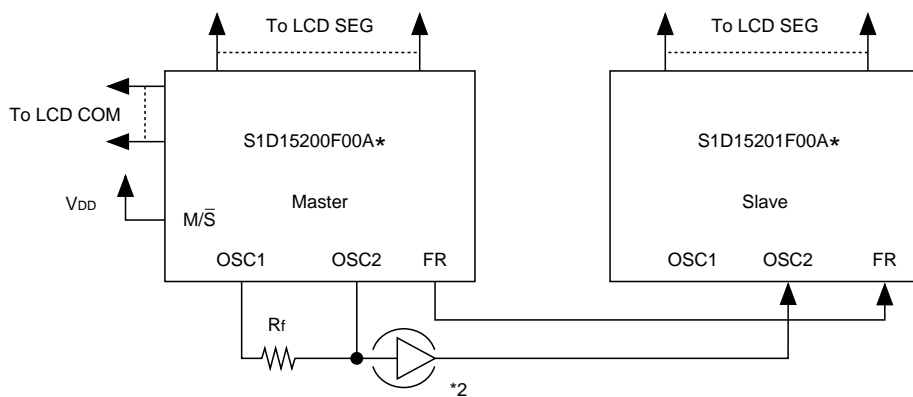 To LCD SEG
To LCD SEG
To LCD COM
S1D15200F00A*
S1D15201F00A*
VDD
M/S̅
Master
Slave
OSC1 OSC2 FR
OSC1 OSC2 FR
Rf
*2